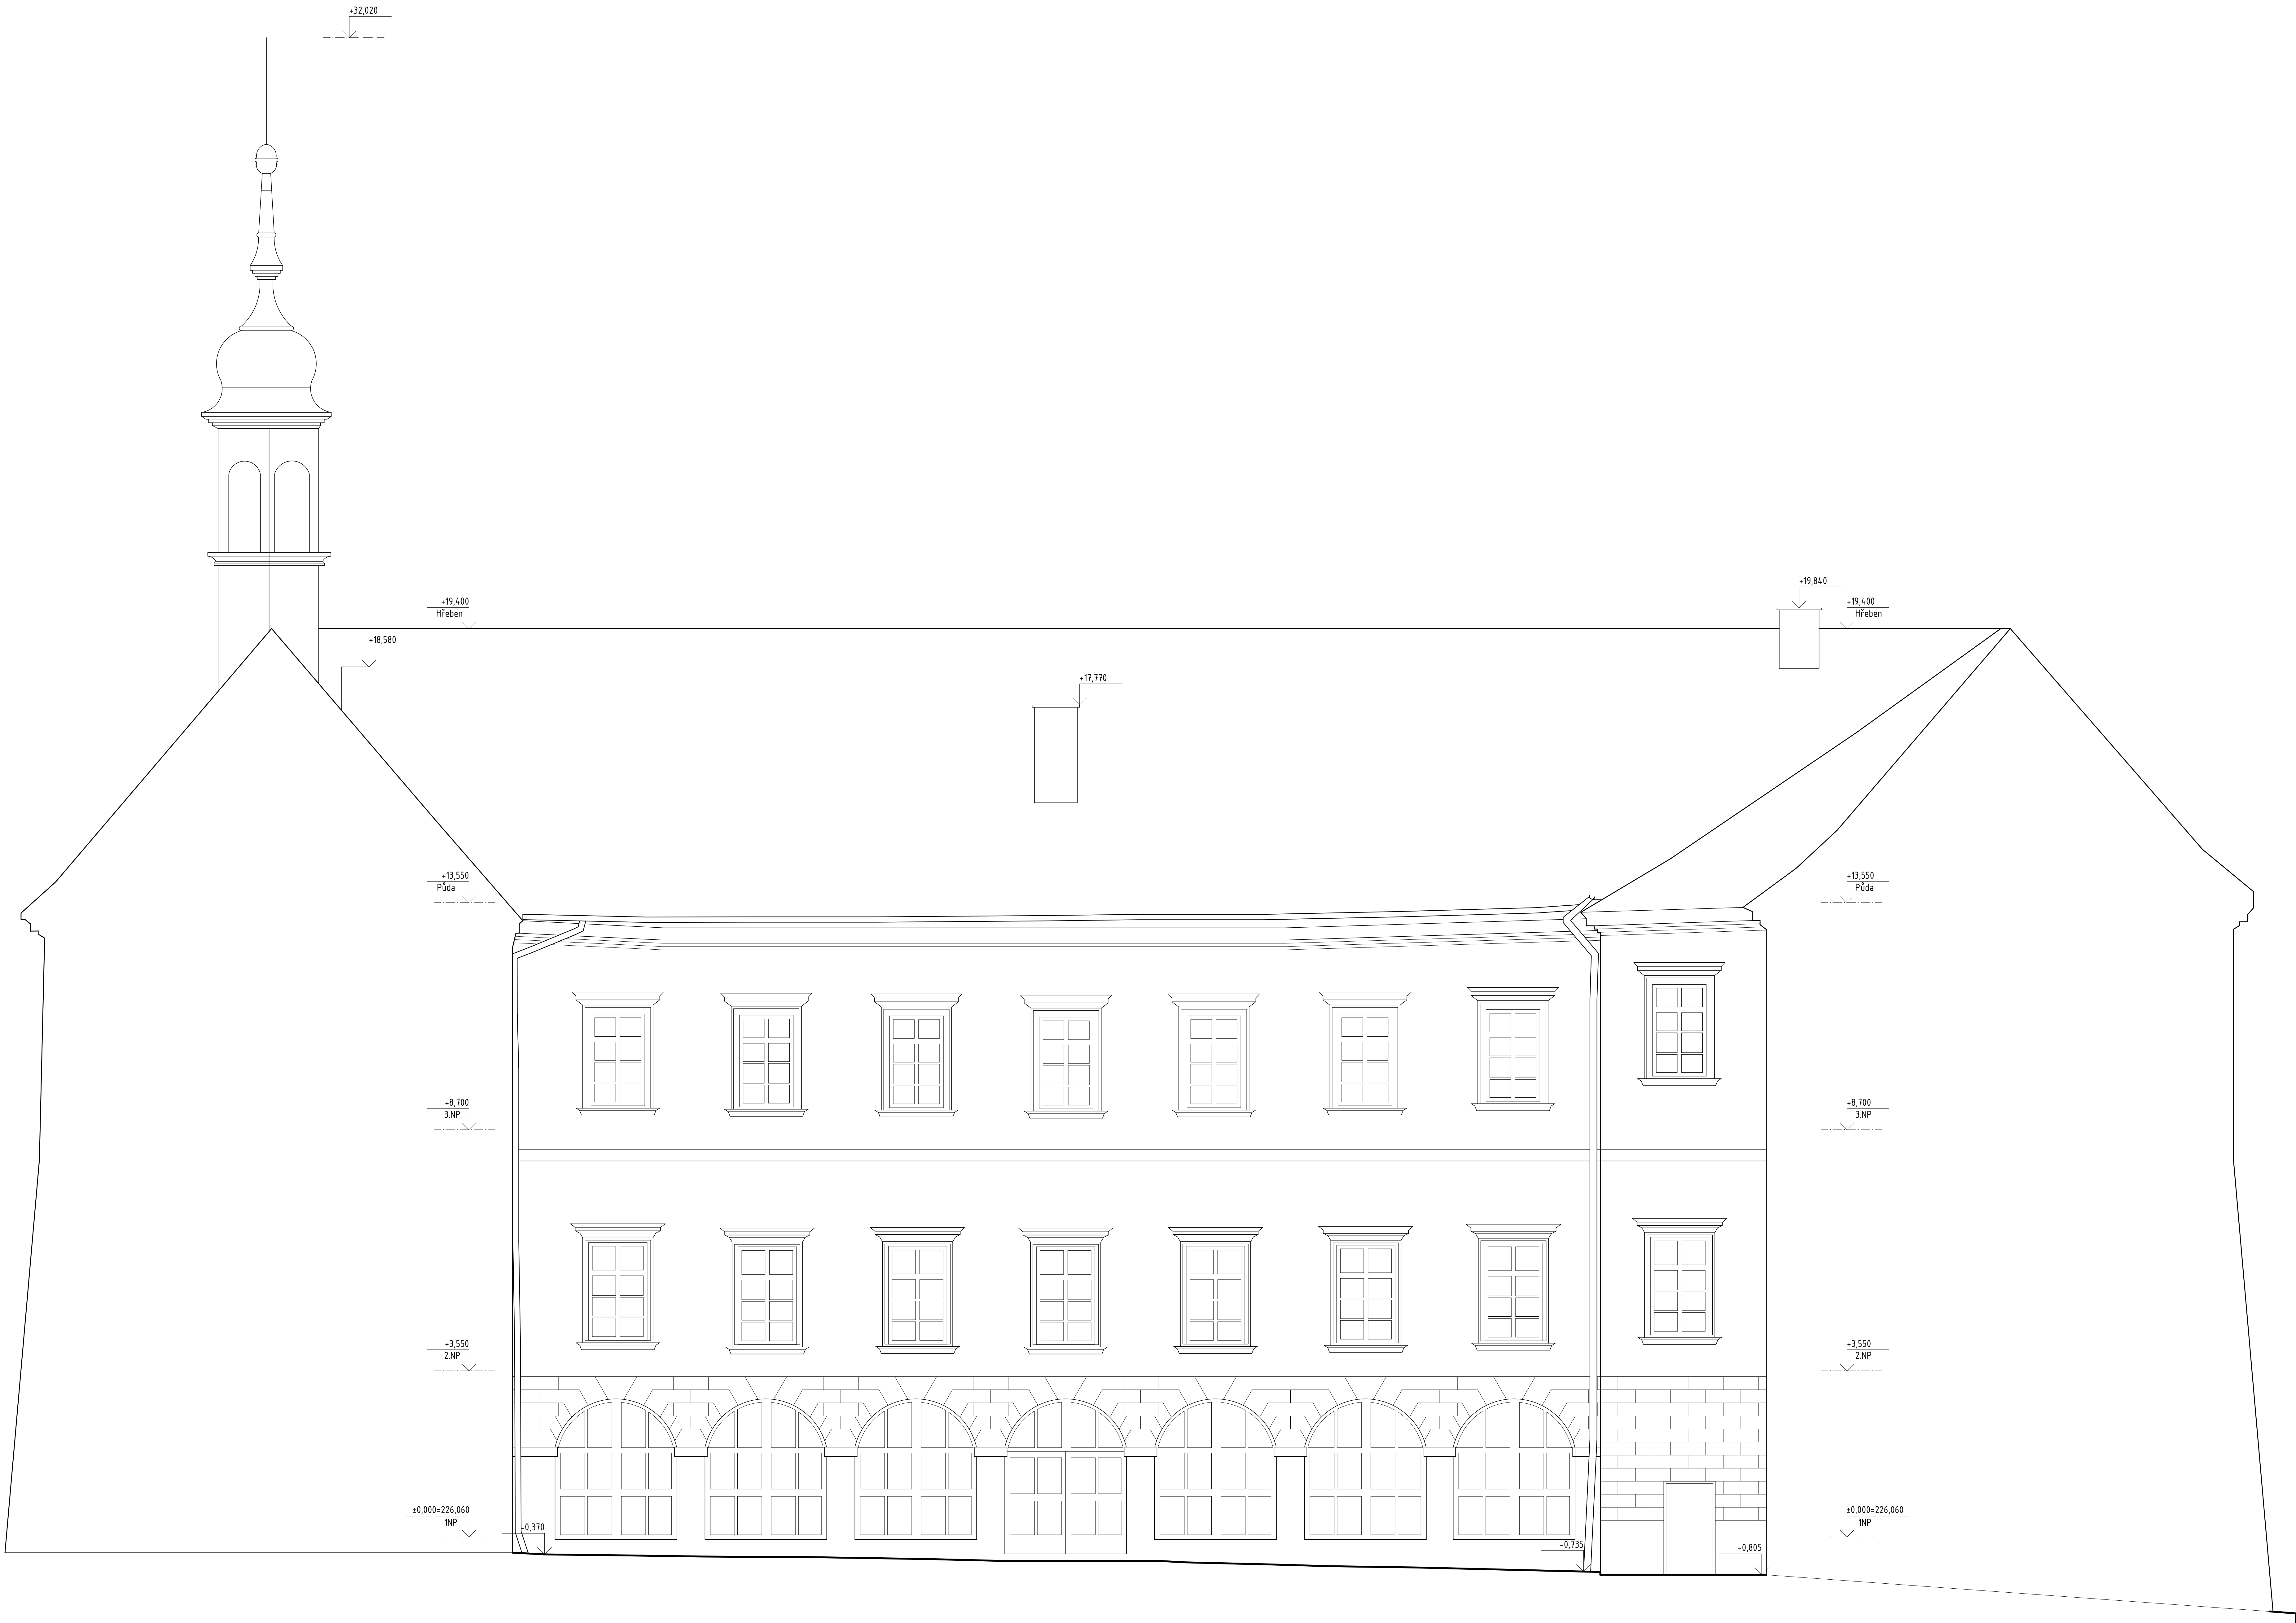 +32,020
+19,840
+19,400
Hřeben
+19,400
Hřeben
+18,580
+17,770
+13,550
Půda
+13,550
Půda
+8,700
3.NP
+8,700
3.NP
+3,550
2.NP
+3,550
2.NP
±0,000=226,060
1NP
±0,000=226,060
1NP
-0,370
-0,735
-0,805